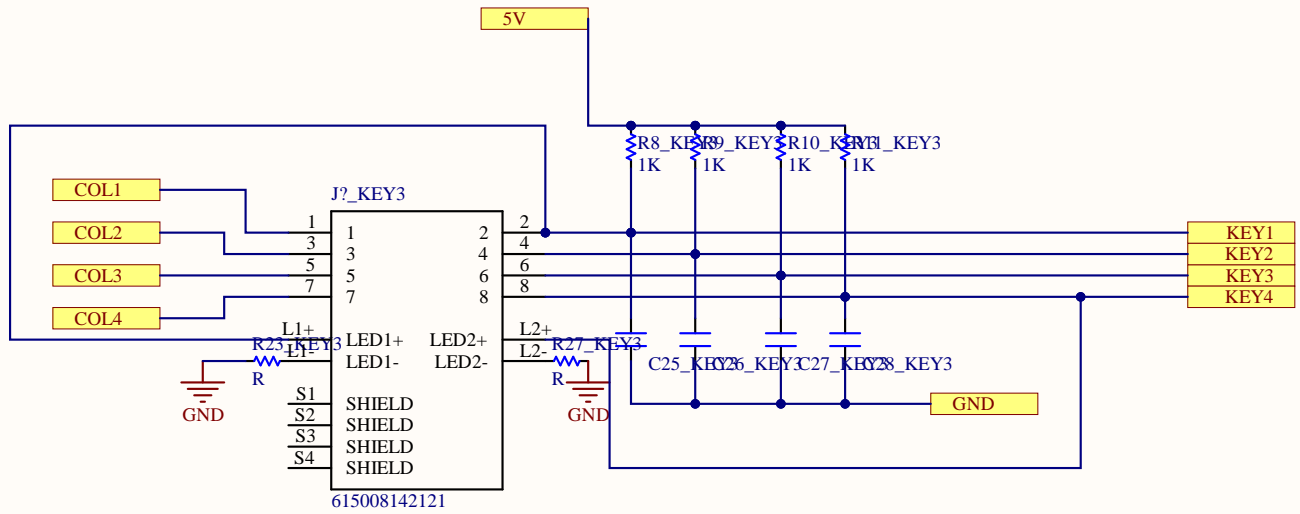 5V
R8_KEY3
R9_KEY3
R10_KEY3
R11_KEY3
1K
1K
1K
1K
COL1
COL2
COL3
COL4
J?_KEY3
1
3
5
7
1
3
5
7
2
4
6
8
2
4
6
8
KEY1
KEY2
KEY3
KEY4
L1+
LED1+
LED2+
L2+
R23_KEY3
L1-
LED1-
LED2-
L2-
R27_KEY3
R
R
GND
GND
C25_KEY3
C26_KEY3
C27_KEY3
C28_KEY3
GND
S1
SHIELD
S2
SHIELD
S3
SHIELD
S4
SHIELD
615008142121